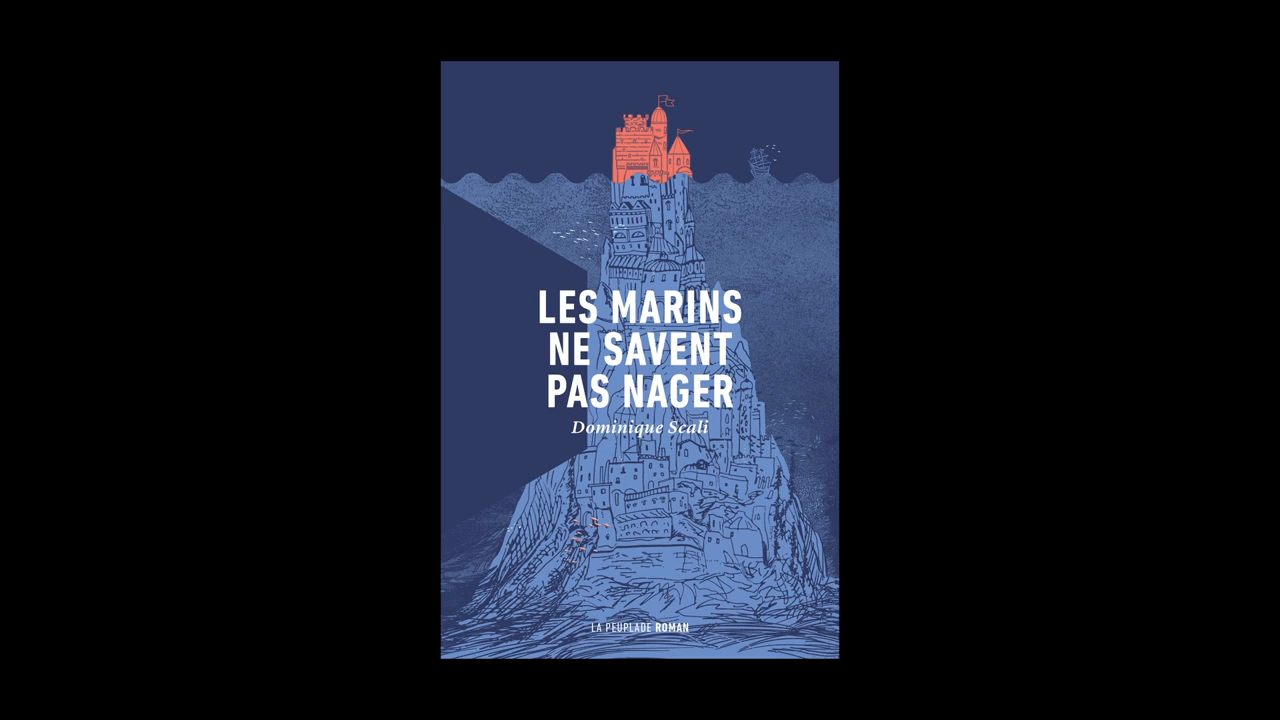 LES MARINS
NE SAVENT
PAS NAGER
Dominique Scali
LA PEUPLADE ROMAN